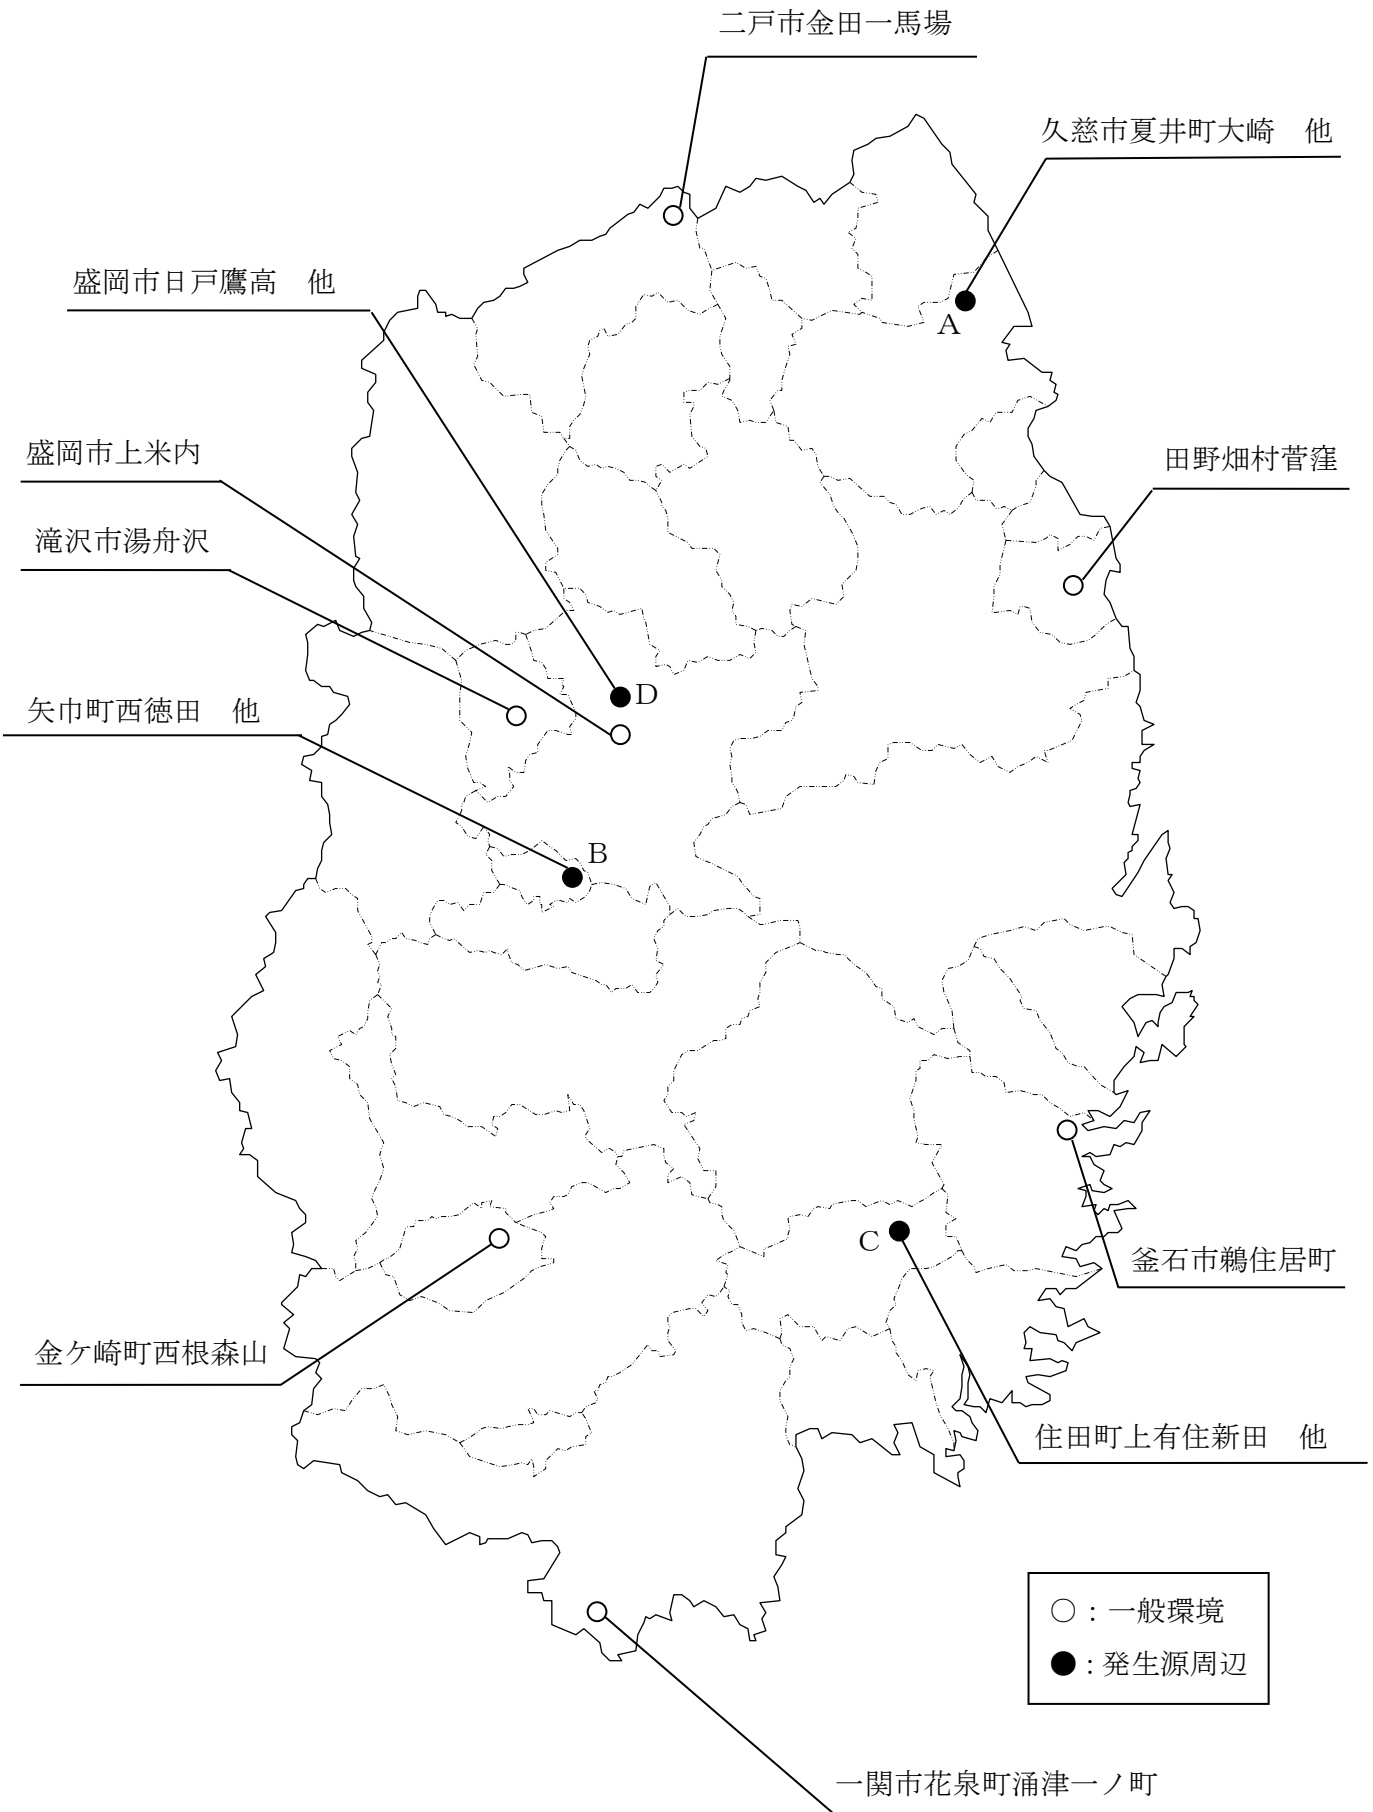 二戸市金田一馬場
久慈市夏井町大崎　他
盛岡市日戸鷹高　他
A
盛岡市上米内
田野畑村菅窪
滝沢市湯舟沢
D
矢巾町西徳田　他
B
C
釜石市鵜住居町
金ケ崎町西根森山
住田町上有住新田　他
○：一般環境
●：発生源周辺
一関市花泉町涌津一ノ町